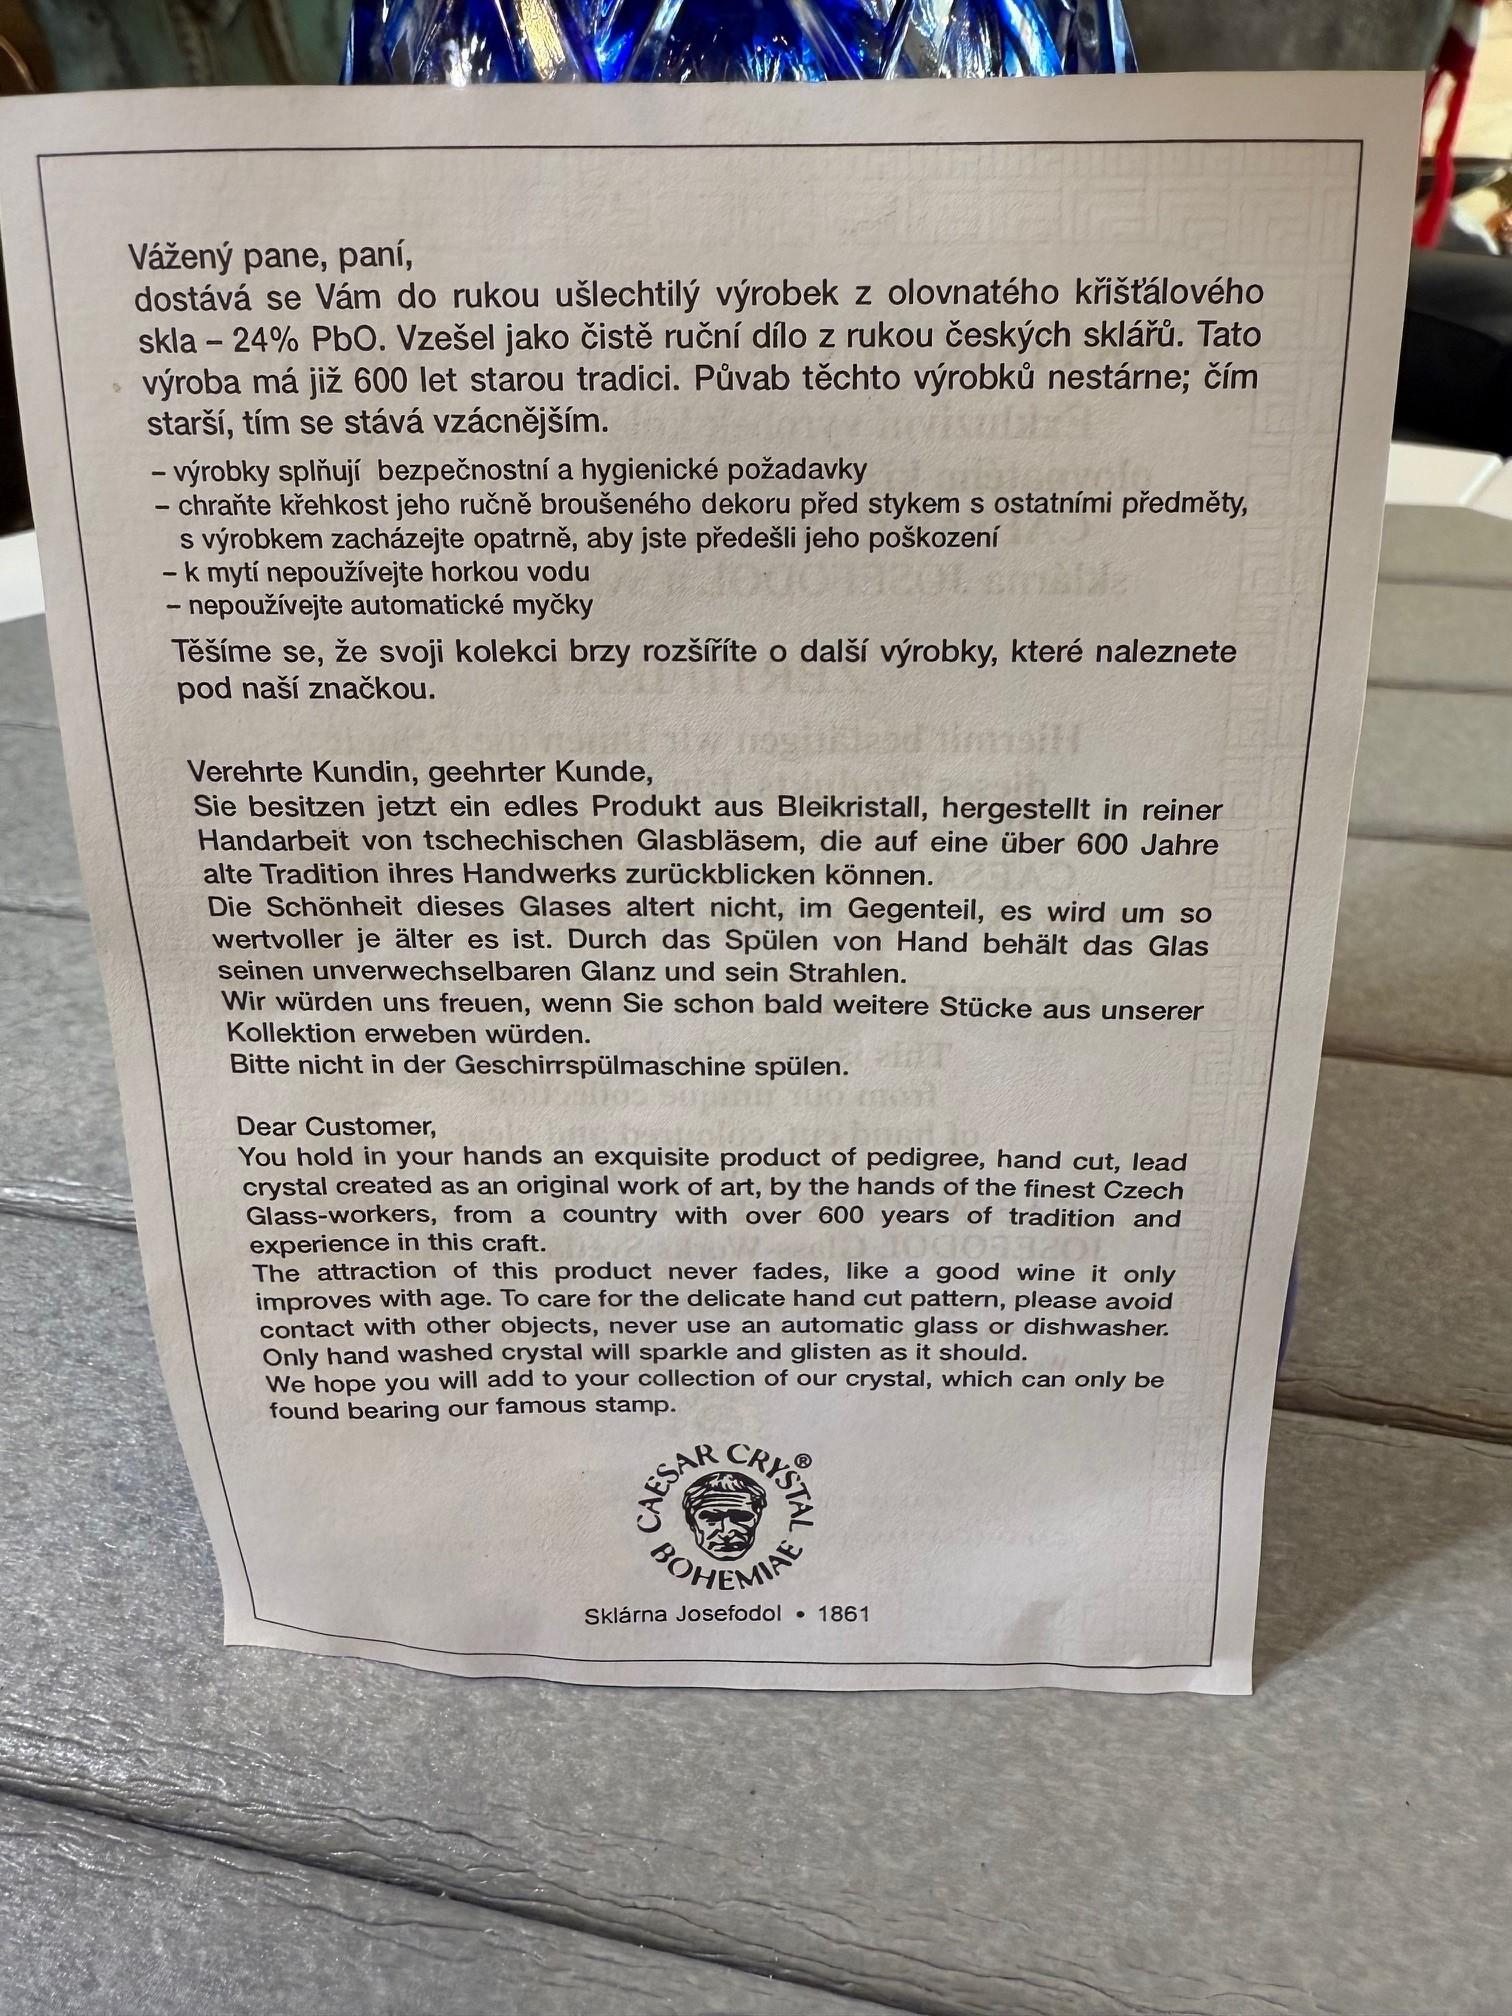 Vážený pane, paní,
dostává se Vám do rukou ušlechtilý výrobek z olovnatého křišťálového
skla – 24% PbO. Vzešel jako čistě ruční dílo z rukou českých sklářů. Tato
výroba má již 600 let starou tradici. Půvab těchto výrobků nestárne; čím
starší, tím se stává vzácnějším.
– výrobky splňují bezpečnostní a hygienické požadavky
– chraňte křehkost jeho ručně broušeného dekoru před stykem s ostatními předměty,
s výrobkem zacházejte opatrně, aby jste předešli jeho poškození
– k mytí nepoužívejte horkou vodu
– nepoužívejte automatické myčky
Těšíme se, že svoji kolekci brzy rozšíříte o další výrobky, které naleznete
pod naší značkou.
Verehrte Kundin, geehrter Kunde,
Sie besitzen jetzt ein edles Produkt aus Bleikristall, hergestellt in reiner
Handarbeit von tschechischen Glasbläsem, die auf eine über 600 Jahre
alte Tradition ihres Handwerks zurückblicken können.
Die Schönheit dieses Glases altert nicht, im Gegenteil, es wird um so
wertvoller je älter es ist. Durch das Spülen von Hand behält das Glas
seinen unverwechselbaren Glanz und sein Strahlen.
Wir würden uns freuen, wenn Sie schon bald weitere Stücke aus unserer
Kollektion erweben würden.
Bitte nicht in der Geschirrspülmaschine spülen.
Dear Customer,
You hold in your hands an exquisite product of pedigree, hand cut, lead
crystal created as an original work of art, by the hands of the finest Czech
Glass-workers, from a country with over 600 years of tradition and
experience in this craft.
The attraction of this product never fades, like a good wine it only
improves with age. To care for the delicate hand cut pattern, please avoid
contact with other objects, never use an automatic glass or dishwasher.
Only hand washed crystal will sparkle and glisten as it should.
We hope you will add to your collection of our crystal, which can only be
found bearing our famous stamp.
CAESAR CRYSTAL ®
BOHEMIAE
Sklárna Josefodol • 1861